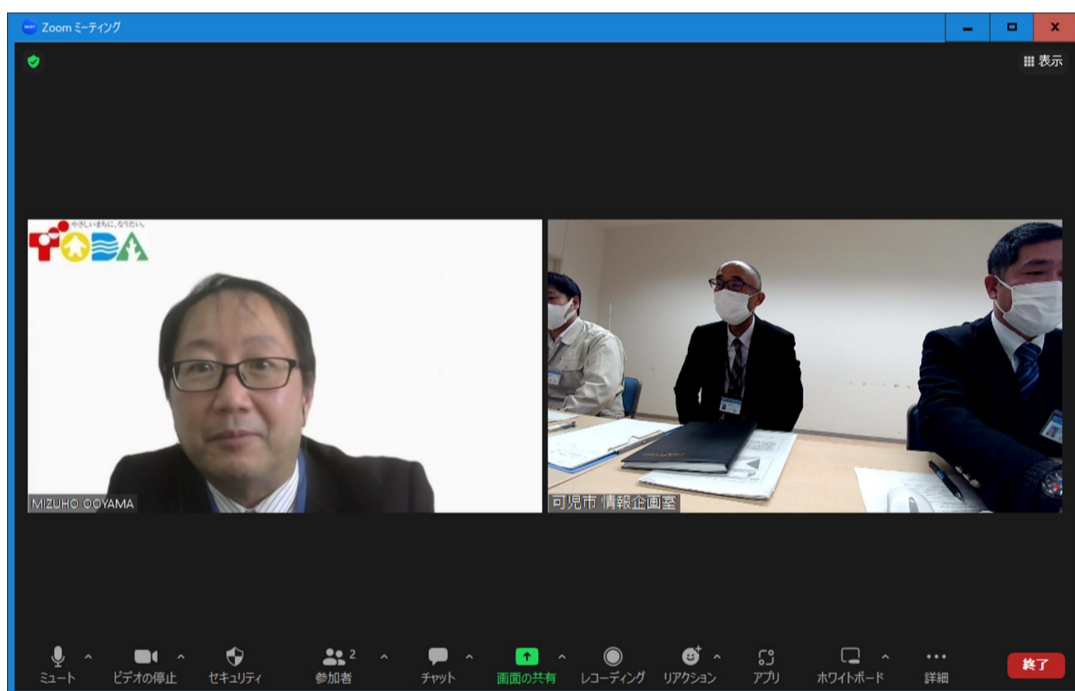 Zoom ミーティング
表示
やさしいまちに、なりたい。
TODA
MIZUHO OOYAMA
可児市 情報企画室
2
ミュート
ビデオの停止
セキュリティ
参加者
チャット
画面の共有
レコーディング
リアクション
アプリ
ホワイトボード
詳細
終了